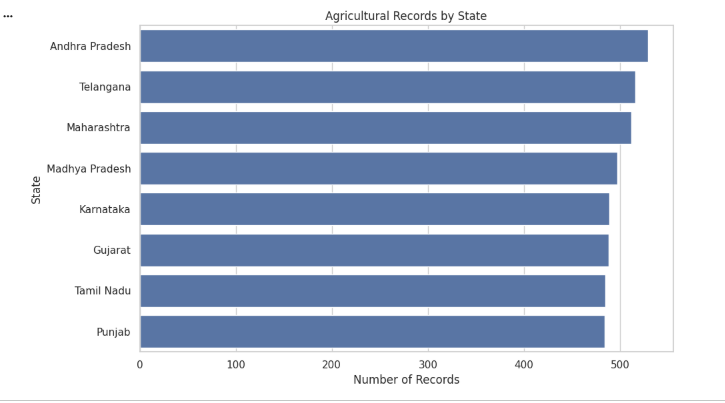 Agricultural Records by State
Andhra Pradesh
Telangana
Maharashtra
Madhya Pradesh
Karnataka
Gujarat
Tamil Nadu
Punjab
State
0 100 200 300 400 500
Number of Records